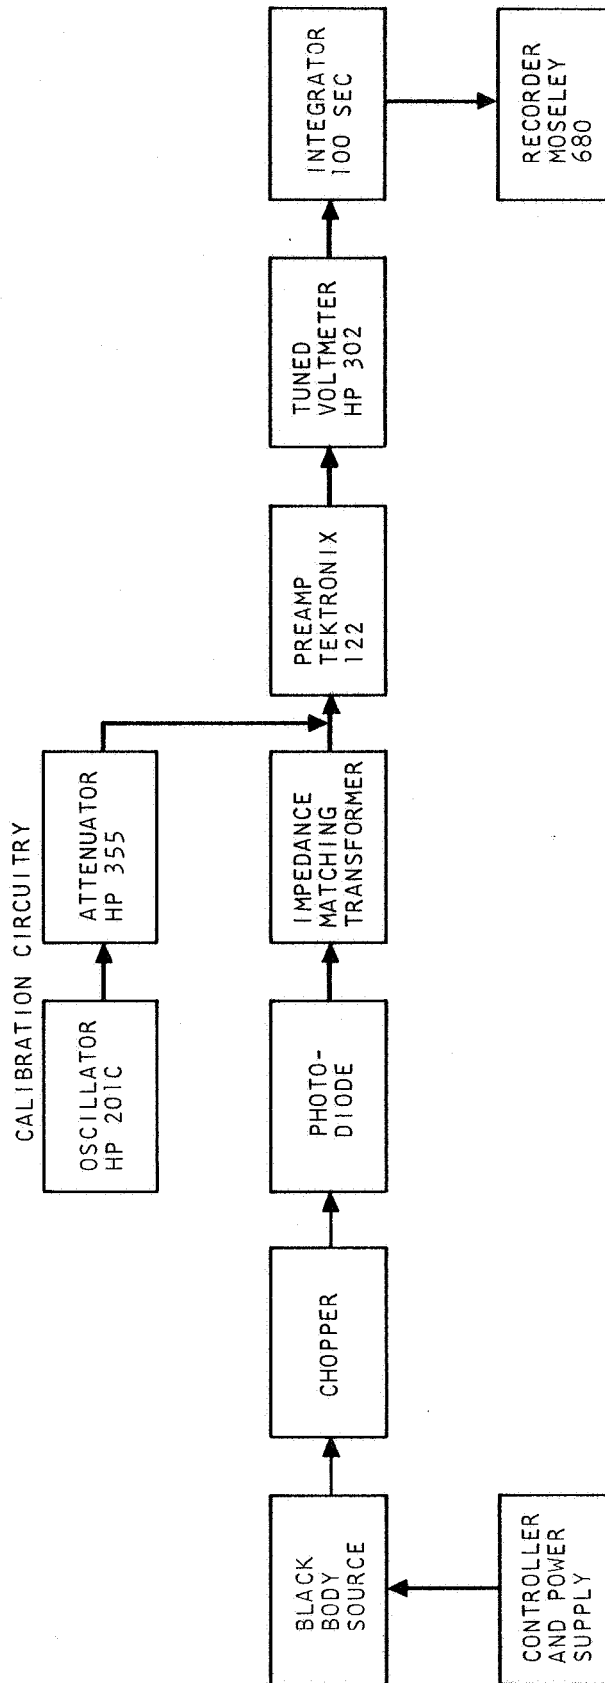 CALIBRATION CIRCUITRY
OSCILLATOR
HP 201C
ATTENUATOR
HP 355
BLACK
BODY
SOURCE
CHOPPER
PHOTO-
DIODE
IMPEDANCE
MATCHING
TRANSFORMER
PREAMP
TEKTRONIX
122
TUNED
VOLTMETER
HP 302
INTEGRATOR
100 SEC
CONTROLLER
AND POWER
SUPPLY
RECORDER
MOSELEY
680